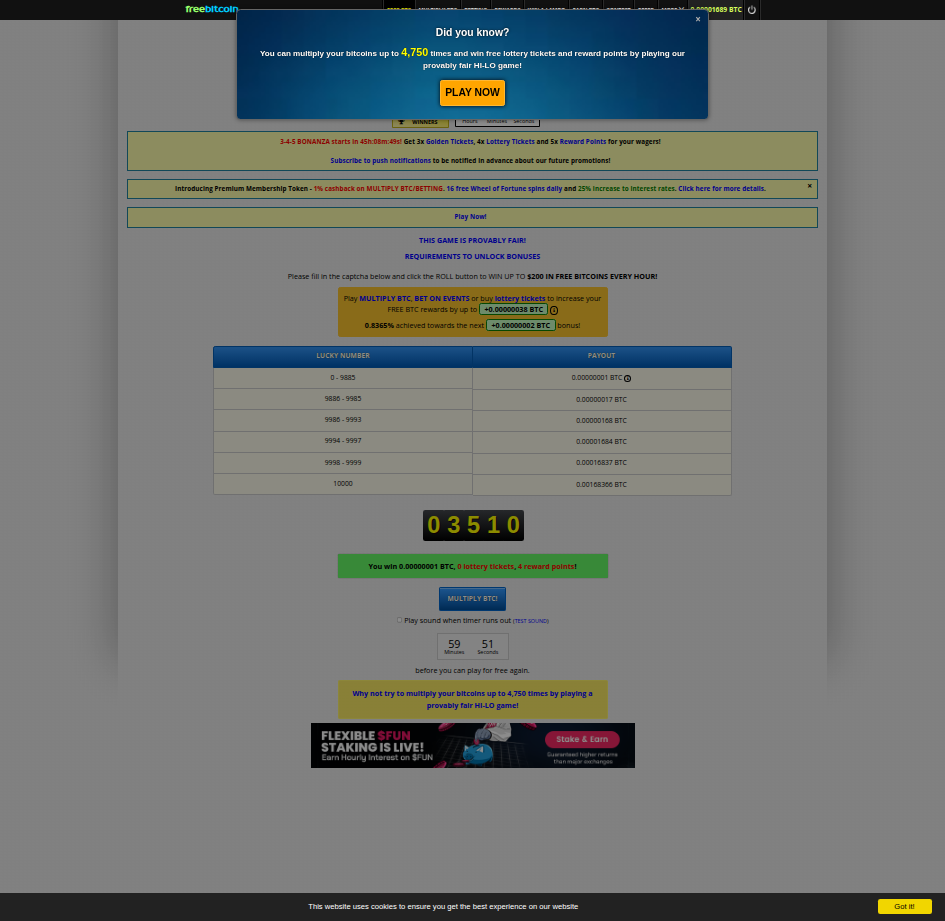 freebitcoin
0.00001689 BTC
×
Did you know?
You can multiply your bitcoins up to 4,750 times and win free lottery tickets and reward points by playing our
provably fair HI-LO game!
PLAY NOW
WINNERS
Hours Minutes Seconds
3-4-5 BONANZA starts in 45h:08m:49s! Get 3x Golden Tickets, 4x Lottery Tickets and 5x Reward Points for your wagers!
Subscribe to push notifications to be notified in advance about our future promotions!
Introducing Premium Membership Token - 1% cashback on MULTIPLY BTC/BETTING. 16 free Wheel of Fortune spins daily and 25% increase to interest rates. Click here for more details.
×
Play Now!
THIS GAME IS PROVABLY FAIR!
REQUIREMENTS TO UNLOCK BONUSES
Please fill in the captcha below and click the ROLL button to WIN UP TO $200 IN FREE BITCOINS EVERY HOUR!
Play MULTIPLY BTC, BET ON EVENTS or buy lottery tickets to increase your
FREE BTC rewards by up to +0.00000038 BTC
0.8365% achieved towards the next +0.00000002 BTC bonus!
LUCKY NUMBER PAYOUT
0 - 9885 0.00000001 BTC
9886 - 9985 0.00000017 BTC
9986 - 9993 0.00000168 BTC
9994 - 9997 0.00001684 BTC
9998 - 9999 0.00016837 BTC
10000 0.00168366 BTC
03510
You win 0.00000001 BTC, 0 lottery tickets, 4 reward points!
MULTIPLY BTC!
Play sound when timer runs out (TEST SOUND)
59 51
Minutes Seconds
before you can play for free again.
Why not try to multiply your bitcoins up to 4,750 times by playing a
provably fair HI-LO game!
FLEXIBLE $FUN
STAKING IS LIVE!
Earn Hourly Interest on $FUN
Stake & Earn
Guaranteed higher returns
than major exchanges
This website uses cookies to ensure you get the best experience on our website
Got it!